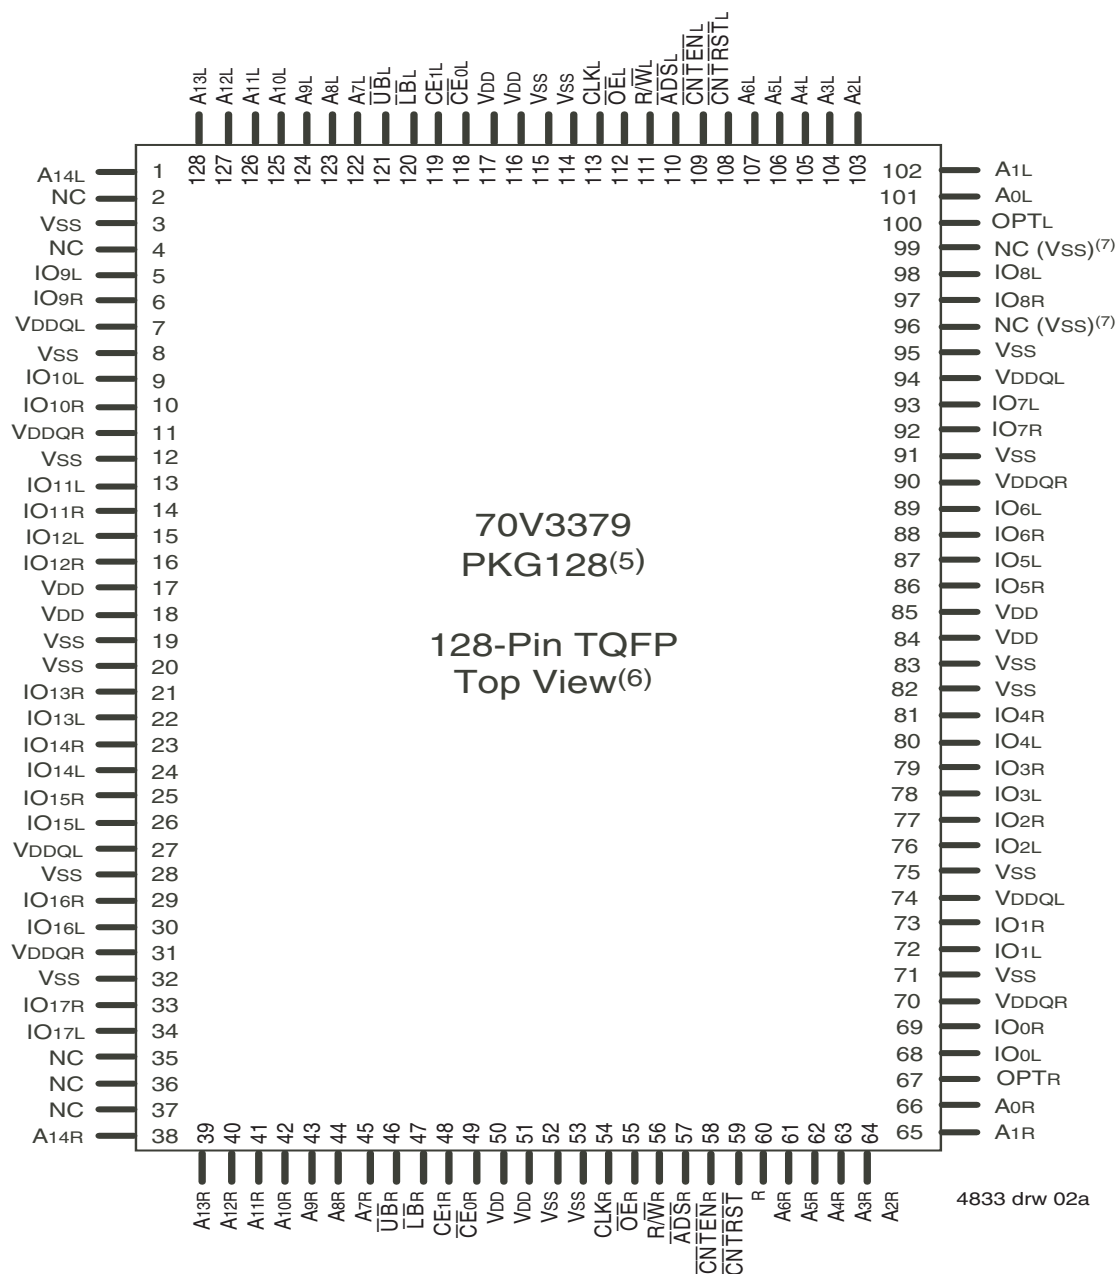 A13L A12L A11L A10L A9L A8L A7L UBL LBL CE1L CE0L VDD VDD VSS VSS CLKL OEL R/WL ADSL CNTENL CNTRSTL A6L A5L A4L A3L A2L
128 127 126 125 124 123 122 121 120 119 118 117 116 115 114 113 112 111 110 109 108 107 106 105 104 103
A14L 1
NC 2
VSS 3
NC 4
IO9L 5
IO9R 6
VDDQL 7
VSS 8
IO10L 9
IO10R 10
VDDQR 11
VSS 12
IO11L 13
IO11R 14
IO12L 15
IO12R 16
VDD 17
VDD 18
VSS 19
VSS 20
IO13R 21
IO13L 22
IO14R 23
IO14L 24
IO15R 25
IO15L 26
VDDQL 27
VSS 28
IO16R 29
IO16L 30
VDDQR 31
VSS 32
IO17R 33
IO17L 34
NC 35
NC 36
NC 37
A14R 38
70V3379
PKG128(5)
128-Pin TQFP
Top View(6)
102 A1L
101 A0L
100 OPTL
99 NC (VSS)(7)
98 IO8L
97 IO8R
96 NC (VSS)(7)
95 VSS
94 VDDQL
93 IO7L
92 IO7R
91 VSS
90 VDDQR
89 IO6L
88 IO6R
87 IO5L
86 IO5R
85 VDD
84 VDD
83 VSS
82 VSS
81 IO4R
80 IO4L
79 IO3R
78 IO3L
77 IO2R
76 IO2L
75 VSS
74 VDDQL
73 IO1R
72 IO1L
71 VSS
70 VDDQR
69 IO0R
68 IO0L
67 OPTR
66 A0R
65 A1R
39 40 41 42 43 44 45 46 47 48 49 50 51 52 53 54 55 56 57 58 59 60 61 62 63 64
A13R A12R A11R A10R A9R A8R A7R UBR LBR CE1R CE0R VDD VDD VSS VSS CLKR OER R/WR ADSR CNTENR CNTRST R A6R A5R A4R A3R A2R
4833 drw 02a